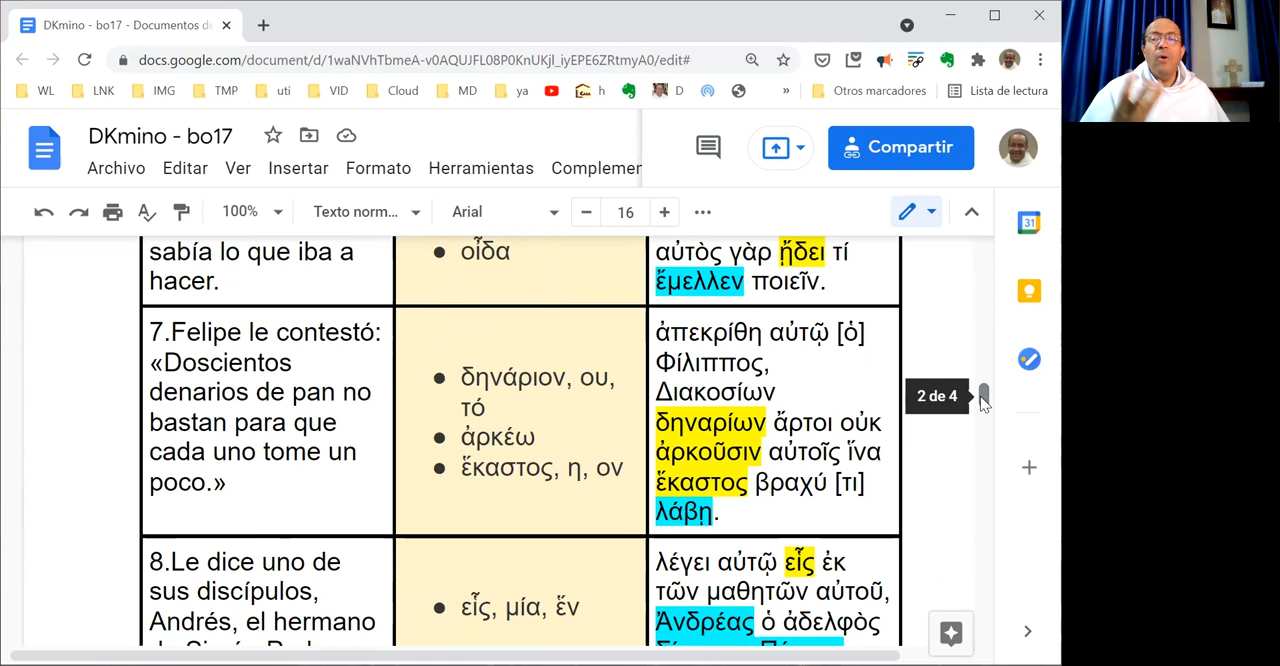 DKmino - bo17 - Documentos de
docs.google.com/document/d/1waNVhTbmeA-v0AQUJFL08P0KnUKjl_iyEPE6ZRtmyA0/edit#
WL LNK IMG TMP uti VID Cloud MD ya h D » Otros marcadores Lista de lectura
DKmino - bo17
Compartir
Archivo Editar Ver Insertar Formato Herramientas Complemen
100% Texto norm... Arial 16
31
sabía lo que iba a
hacer.
οἶδα
αὐτὸς γὰρ ᾔδει τί
ἔμελλεν ποιεῖν.
7.Felipe le contestó:
«Doscientos
denarios de pan no
bastan para que
cada uno tome un
poco.»
δηνάριον, ου,
τό
ἀρκέω
ἕκαστος, η, ον
ἀπεκρίθη αὐτῷ [ὁ]
Φίλιππος,
Διακοσίων
δηναρίων ἄρτοι οὐκ
ἀρκοῦσιν αὐτοῖς ἵνα
ἕκαστος βραχύ [τι]
λάβῃ.
2 de 4
8.Le dice uno de
sus discípulos,
Andrés, el hermano
εἷς, μία, ἕν
λέγει αὐτῷ εἷς ἐκ
τῶν μαθητῶν αὐτοῦ,
Ἀνδρέας ὁ ἀδελφὸς